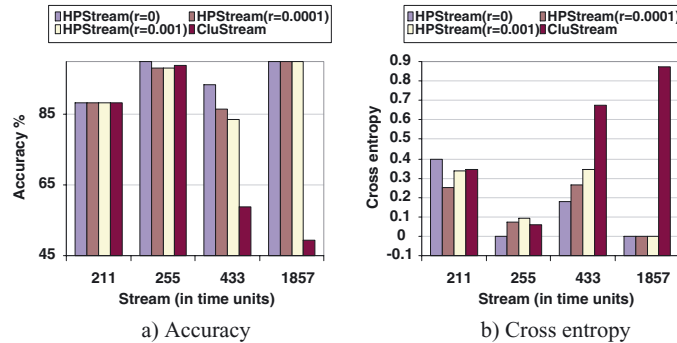 HPStream(r=0) HPStream(r=0.0001)
HPStream(r=0.001) CluStream
Accuracy %
85
65
45
211 255 433 1857
Stream (in time units)
a) Accuracy
HPStream(r=0) HPStream(r=0.0001)
HPStream(r=0.001) CluStream
Cross entropy
0.9
0.8
0.7
0.6
0.5
0.4
0.3
0.2
0.1
0
-0.1
211 255 433 1857
Stream (in time units)
b) Cross entropy